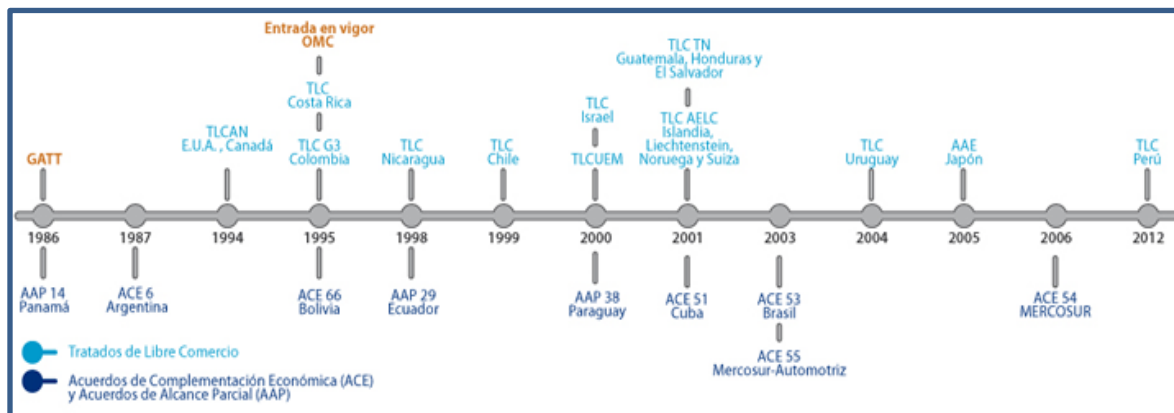 Entrada en vigor
OMC
TLC
Costa Rica
TLC TN
Guatemala, Honduras y
El Salvador
GATT
TLCAN
E.U.A. , Canadá
TLC G3
Colombia
TLC
Nicaragua
TLC
Chile
TLC
Israel
TLCUEM
TLC AELC
Islandia,
Liechtenstein,
Noruega y Suiza
TLC
Uruguay
AAE
Japón
TLC
Perú
1986
1987
1994
1995
1998
1999
2000
2001
2003
2004
2005
2006
2012
AAP 14
Panamá
ACE 6
Argentina
ACE 66
Bolivia
AAP 29
Ecuador
AAP 38
Paraguay
ACE 51
Cuba
ACE 53
Brasil
ACE 55
Mercosur-Automotriz
ACE 54
MERCOSUR
Tratados de Libre Comercio
Acuerdos de Complementación Económica (ACE)
y Acuerdos de Alcance Parcial (AAP)